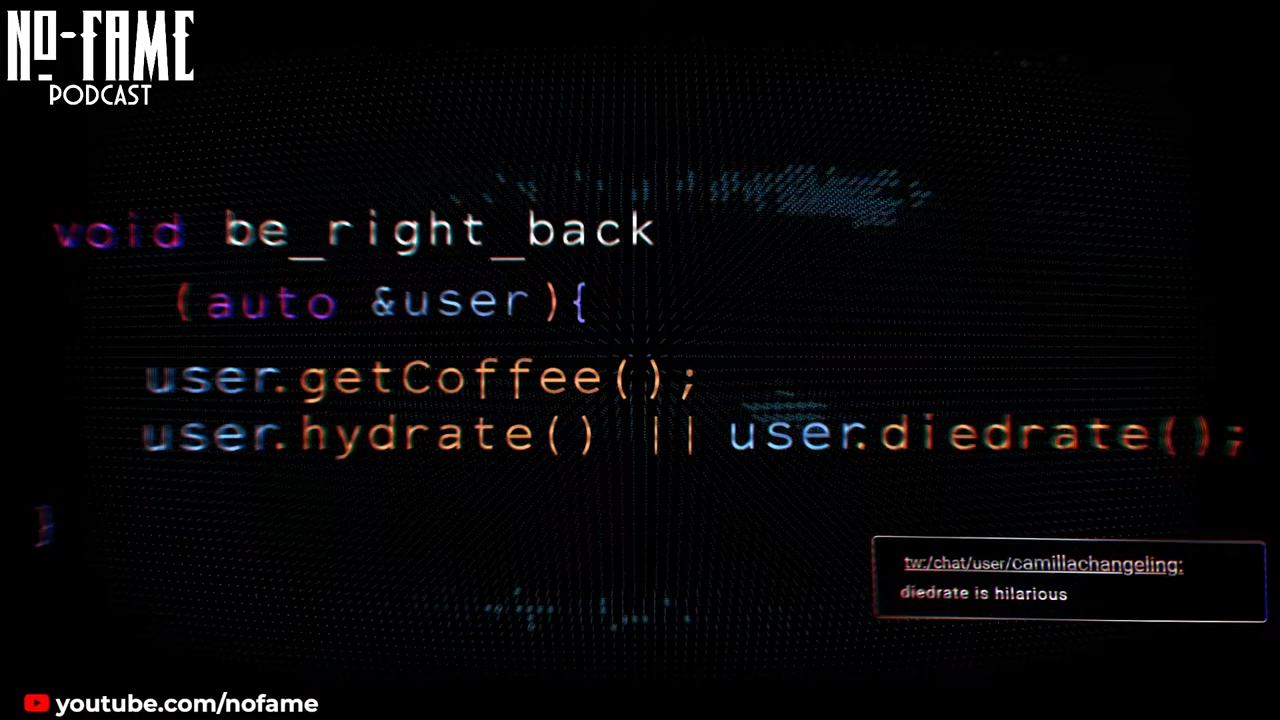 NO-FAME
PODCAST
void be_right_back
(auto &user){
user.getCoffee();
user.hydrate() || user.diedrate();
}
tw:/chat/user/camillachangeling:
diedrate is hilarious
youtube.com/nofame